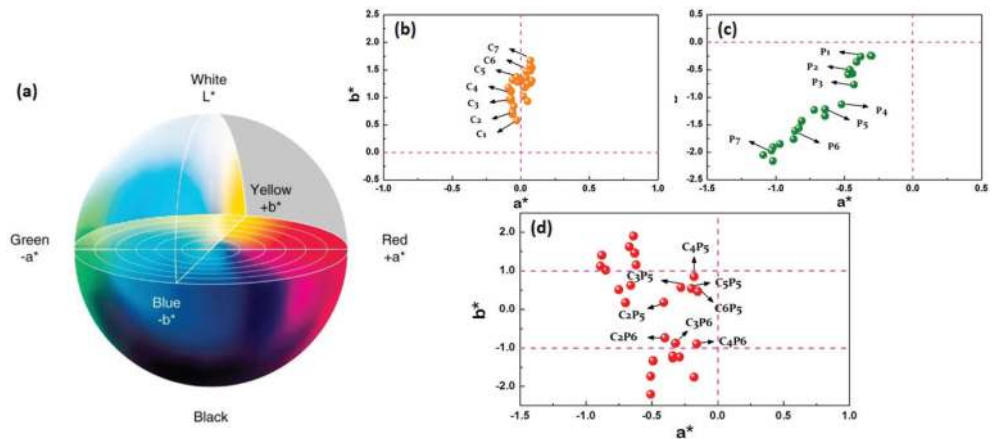 (a)
White
L*
Yellow
+b*
Green
-a*
Red
+a*
Blue
-b*
Black
(b)
b*
2.5
2.0
1.5
1.0
0.5
0.0
0.5
C7
C6
C5
C4
C3
C2
C1
-1.0
-0.5
0.0
0.5
1.0
a*
(c)
0.5
0.0
-0.5
-1.0
-1.5
-2.0
-2.5
P1
P2
P3
P4
P5
P6
P7
-1.5
-1.0
-0.5
0.0
0.5
a*
(d)
b*
2.0
1.0
0.0
-1.0
-2.0
C4P5
C3P5
C5P5
C6P5
C2P5
C3P6
C2P6
C4P6
-1.5
-1.0
-0.5
0.0
0.5
1.0
a*